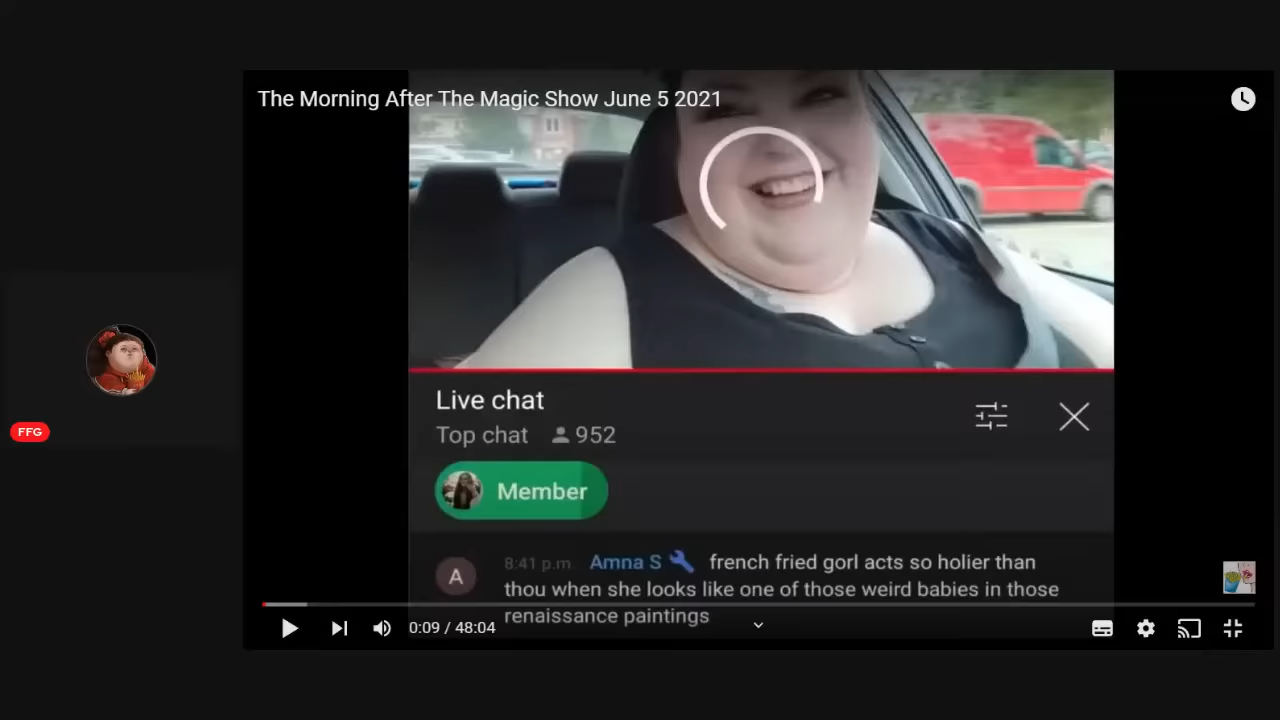 The Morning After The Magic Show June 5 2021
Live chat
Top chat 952
Member
A
8:41 p.m. Amna S french fried gorl acts so holier than
thou when she looks like one of those weird babies in those
renaissance paintings
FFG
0:09 / 48:04